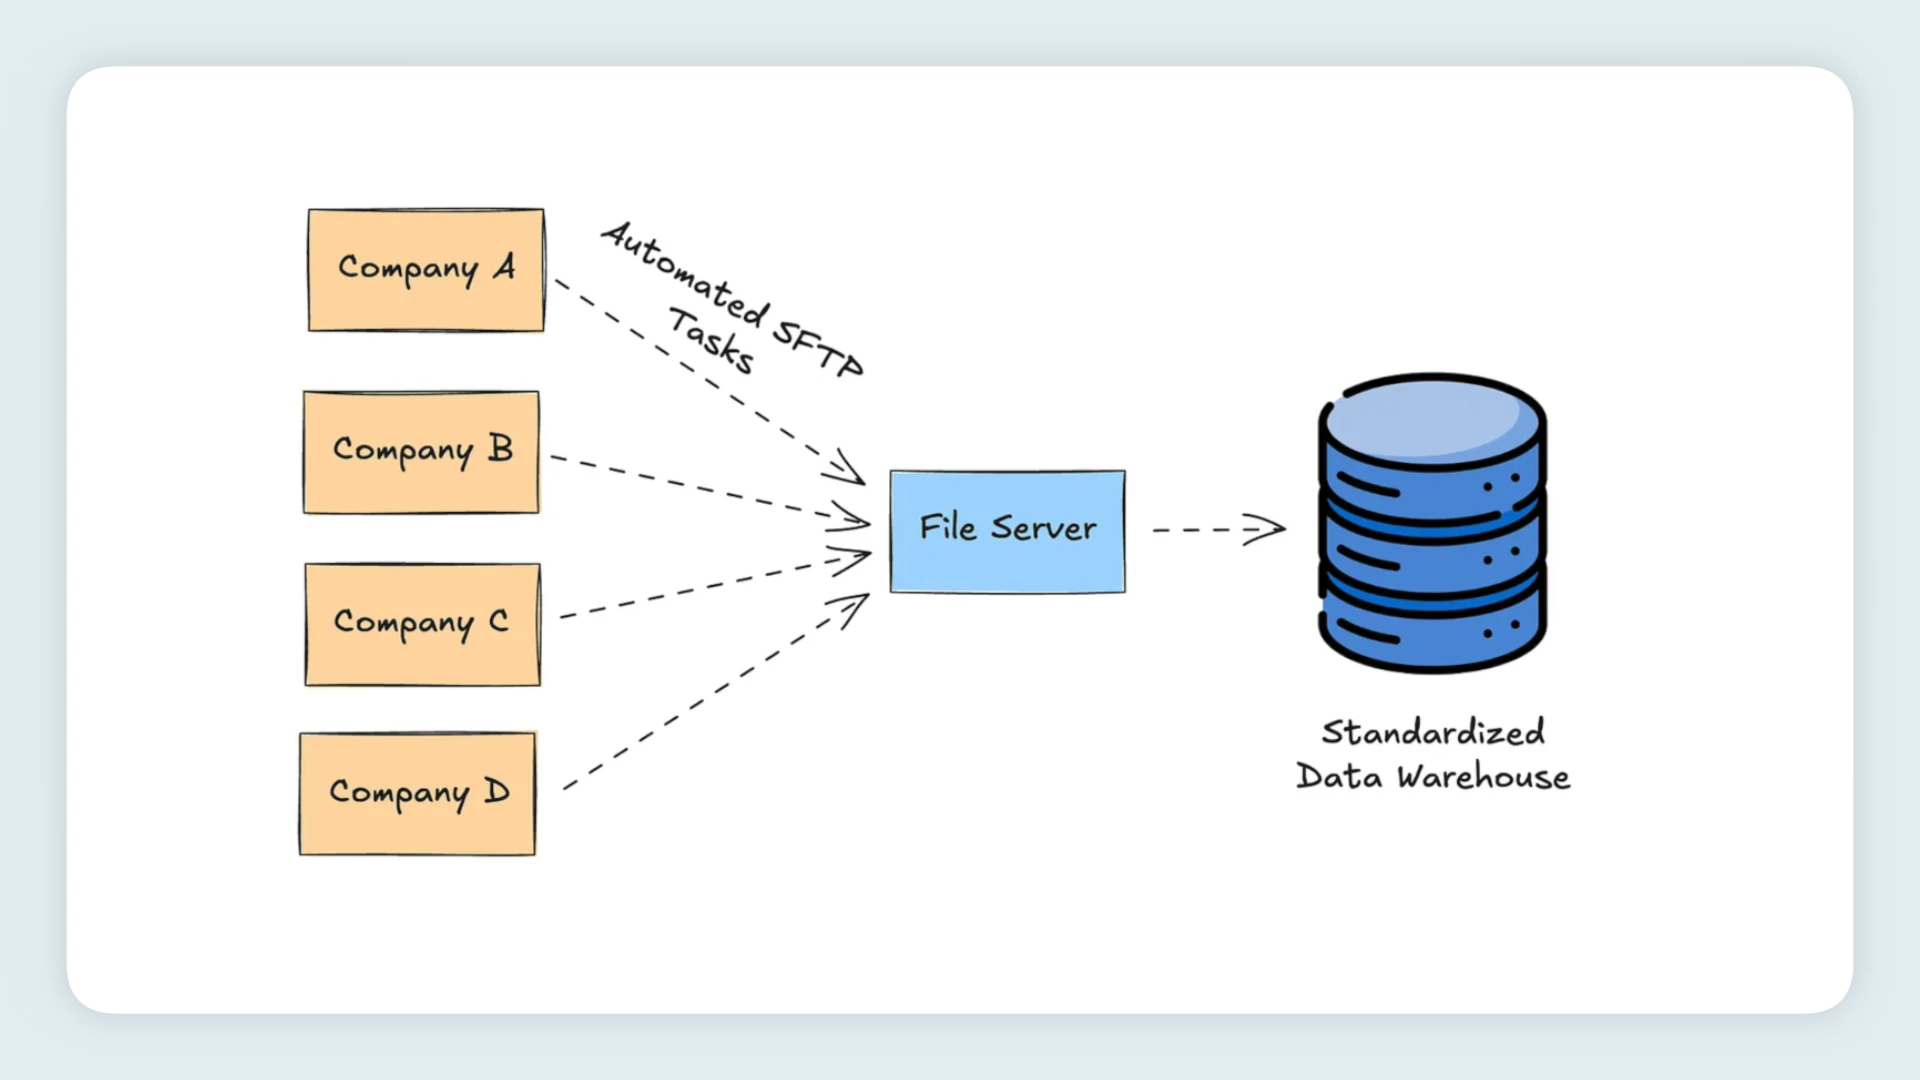 Company A
Automated SFTP
Tasks
Company B
File Server
Company C
Standardized
Data Warehouse
Company D